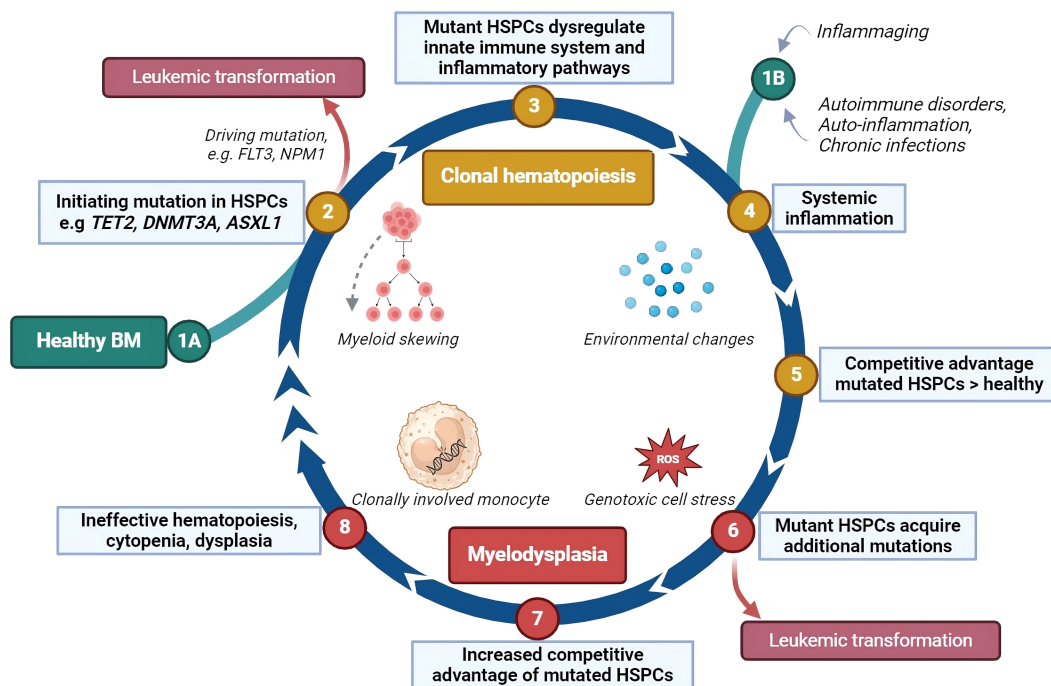 Mutant HSPCs dysregulate
innate immune system and
inflammatory pathways
3
Inflammaging
1B
Autoimmune disorders,
Auto-inflammation,
Chronic infections
Leukemic transformation
Driving mutation,
e.g. FLT3, NPM1
Clonal hematopoiesis
Initiating mutation in HSPCs
e.g TET2, DNMT3A, ASXL1
2
4
Systemic
inflammation
Healthy BM
1A
Myeloid skewing
Environmental changes
5
Competitive advantage
mutated HSPCs > healthy
Clonally involved monocyte
ROS
Genotoxic cell stress
Ineffective hematopoiesis,
cytopenia, dysplasia
8
Myelodysplasia
6
Mutant HSPCs acquire
additional mutations
7
Increased competitive
advantage of mutated HSPCs
Leukemic transformation